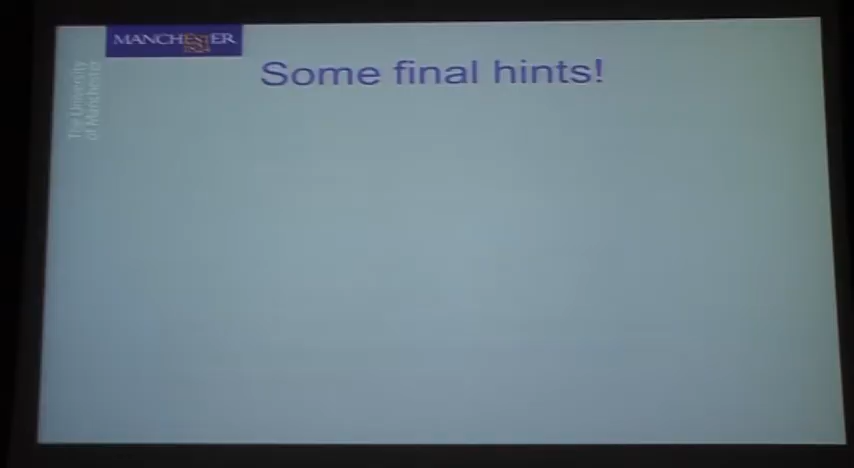 MANCHESTER
1824
The University
of Manchester
Some final hints!